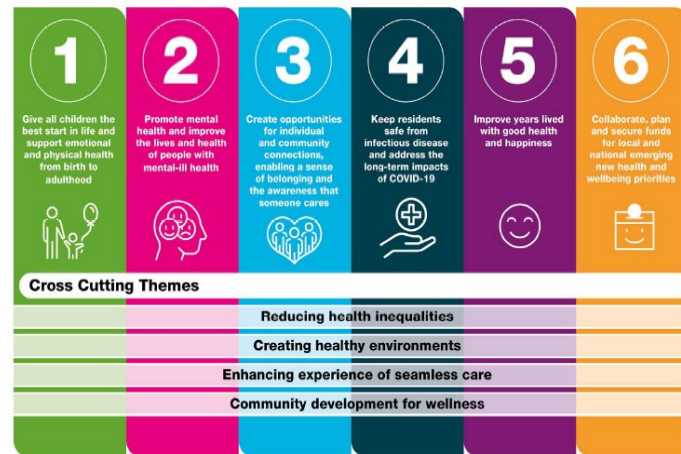 1
Give all children the
best start in life and
support emotional
and physical health
from birth to
adulthood
2
Promote mental
health and improve
the lives and health
of people with
mental-ill health
3
Create opportunities
for individual
and community
connections,
enabling a sense
of belonging and
the awareness that
someone cares
4
Keep residents
safe from
infectious disease
and address the
long-term impacts
of COVID-19
5
Improve years lived
with good health
and happiness
6
Collaborate, plan
and secure funds
for local and
national emerging
new health and
wellbeing priorities
Cross Cutting Themes
Reducing health inequalities
Creating healthy environments
Enhancing experience of seamless care
Community development for wellness